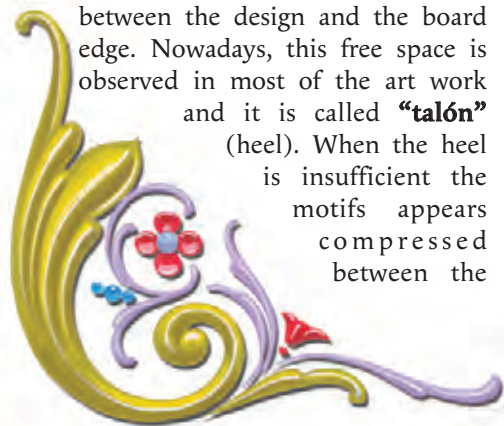 between the design and the board
edge. Nowadays, this free space is
observed in most of the art work
and it is called “talón”
(heel). When the heel
is insufficient the
motifs appears
compressed
between the